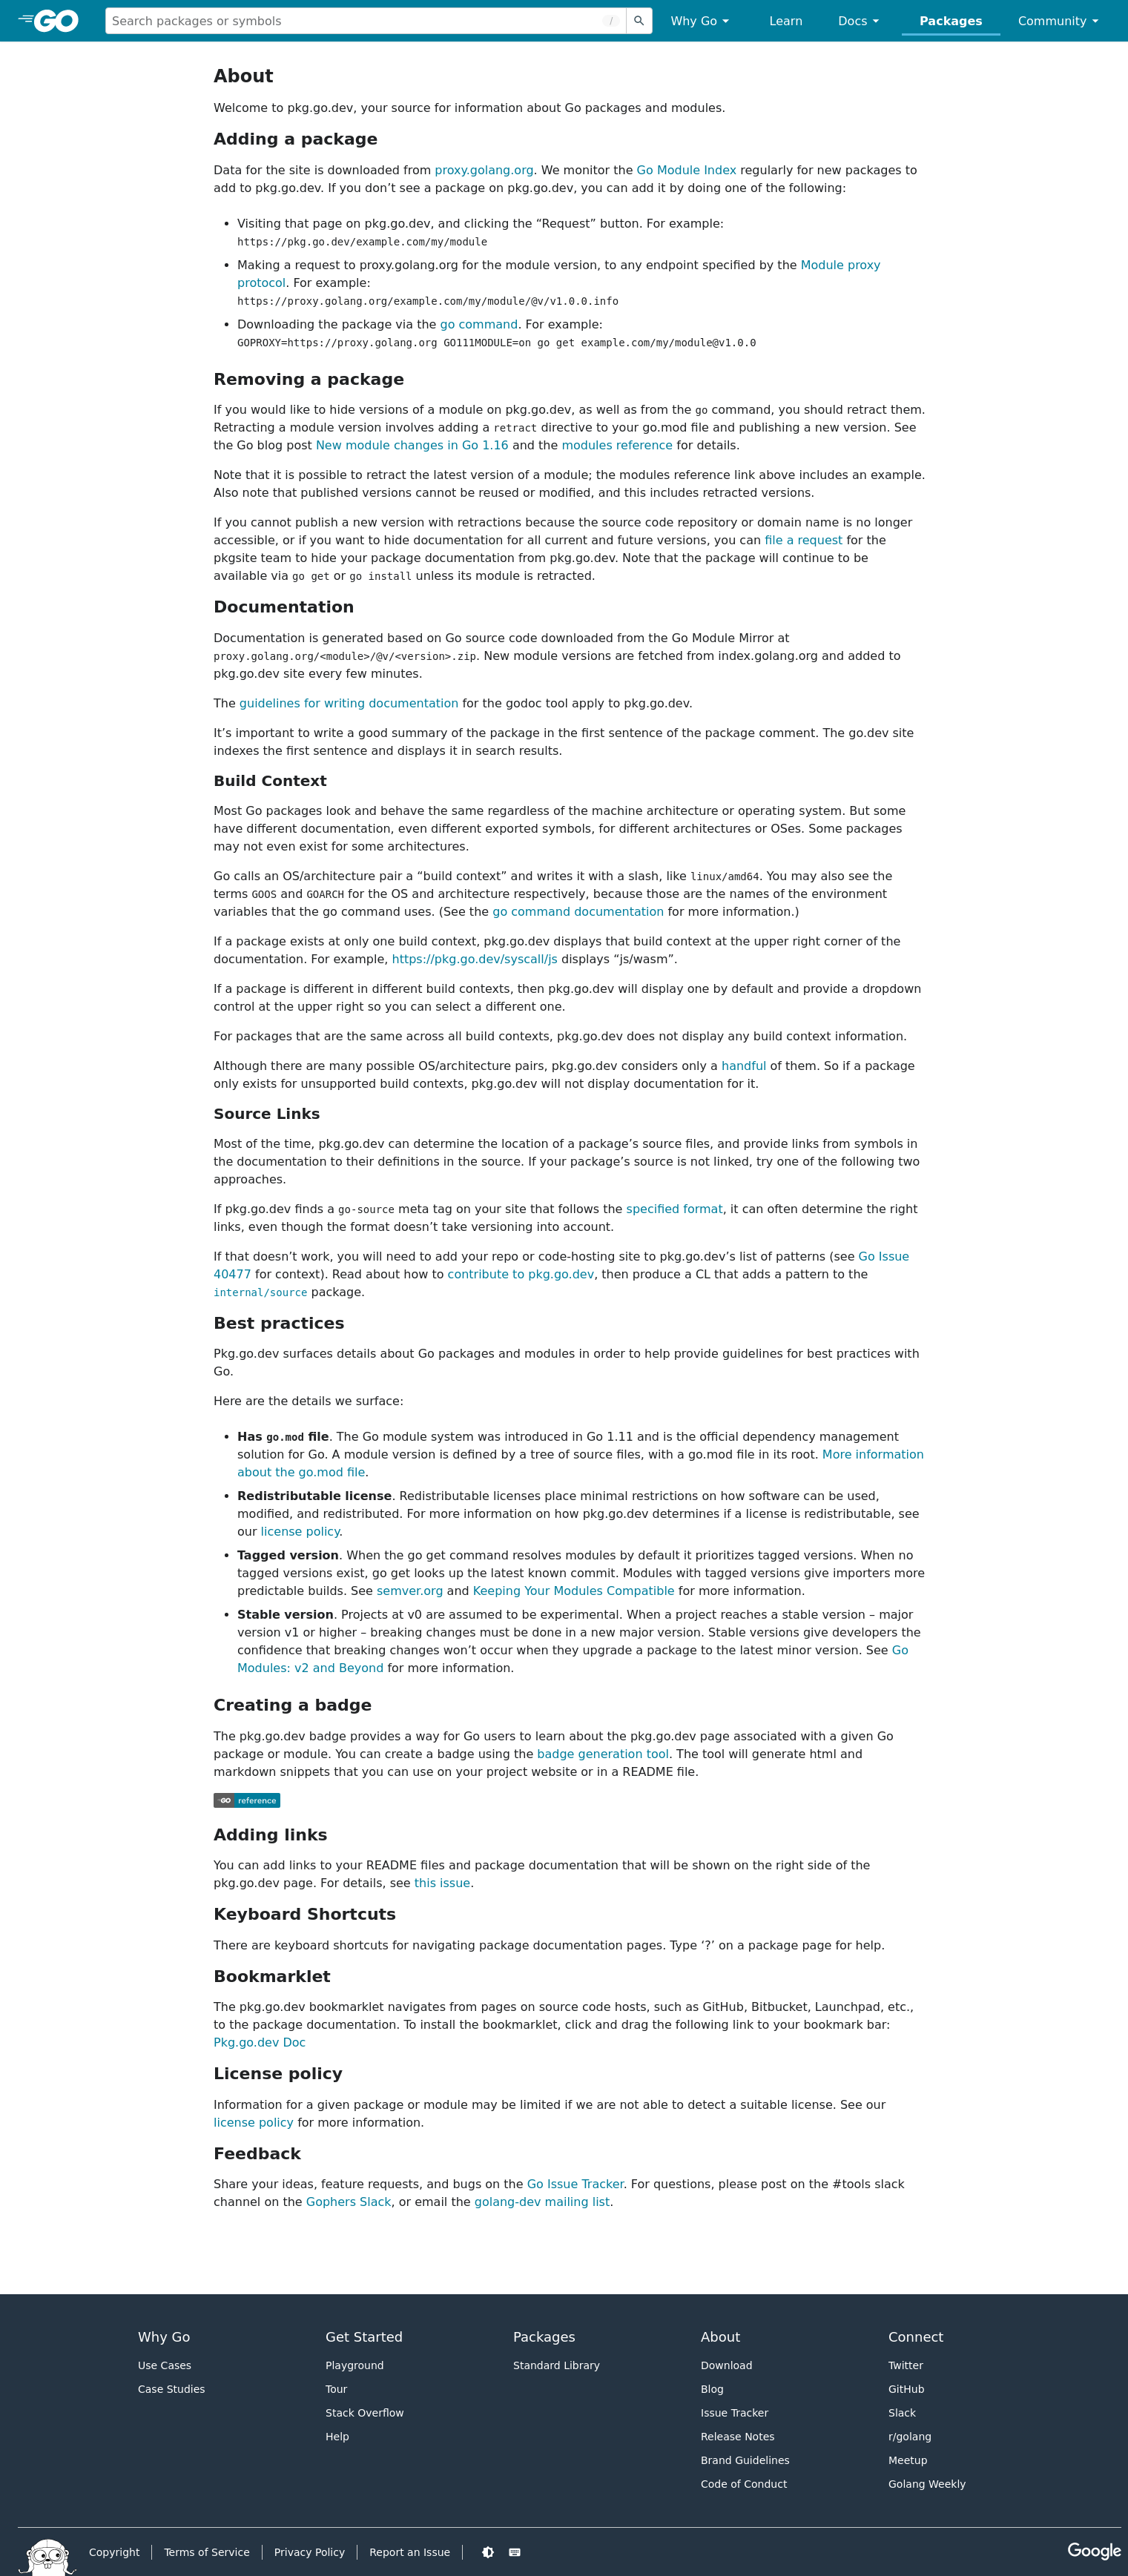 GO
Search packages or symbols
/
Why Go
Learn
Docs
Packages
Community
About
Welcome to pkg.go.dev, your source for information about Go packages and modules.
Adding a package
Data for the site is downloaded from proxy.golang.org. We monitor the Go Module Index regularly for new packages to
add to pkg.go.dev. If you don’t see a package on pkg.go.dev, you can add it by doing one of the following:
• Visiting that page on pkg.go.dev, and clicking the “Request” button. For example:
https://pkg.go.dev/example.com/my/module
• Making a request to proxy.golang.org for the module version, to any endpoint specified by the Module proxy
protocol. For example:
https://proxy.golang.org/example.com/my/module/@v/v1.0.0.info
• Downloading the package via the go command. For example:
GOPROXY=https://proxy.golang.org GO111MODULE=on go get example.com/my/module@v1.0.0
Removing a package
If you would like to hide versions of a module on pkg.go.dev, as well as from the go command, you should retract them.
Retracting a module version involves adding a retract directive to your go.mod file and publishing a new version. See
the Go blog post New module changes in Go 1.16 and the modules reference for details.
Note that it is possible to retract the latest version of a module; the modules reference link above includes an example.
Also note that published versions cannot be reused or modified, and this includes retracted versions.
If you cannot publish a new version with retractions because the source code repository or domain name is no longer
accessible, or if you want to hide documentation for all current and future versions, you can file a request for the
pkgsite team to hide your package documentation from pkg.go.dev. Note that the package will continue to be
available via go get or go install unless its module is retracted.
Documentation
Documentation is generated based on Go source code downloaded from the Go Module Mirror at
proxy.golang.org/<module>/@v/<version>.zip. New module versions are fetched from index.golang.org and added to
pkg.go.dev site every few minutes.
The guidelines for writing documentation for the godoc tool apply to pkg.go.dev.
It’s important to write a good summary of the package in the first sentence of the package comment. The go.dev site
indexes the first sentence and displays it in search results.
Build Context
Most Go packages look and behave the same regardless of the machine architecture or operating system. But some
have different documentation, even different exported symbols, for different architectures or OSes. Some packages
may not even exist for some architectures.
Go calls an OS/architecture pair a “build context” and writes it with a slash, like linux/amd64. You may also see the
terms GOOS and GOARCH for the OS and architecture respectively, because those are the names of the environment
variables that the go command uses. (See the go command documentation for more information.)
If a package exists at only one build context, pkg.go.dev displays that build context at the upper right corner of the
documentation. For example, https://pkg.go.dev/syscall/js displays “js/wasm”.
If a package is different in different build contexts, then pkg.go.dev will display one by default and provide a dropdown
control at the upper right so you can select a different one.
For packages that are the same across all build contexts, pkg.go.dev does not display any build context information.
Although there are many possible OS/architecture pairs, pkg.go.dev considers only a handful of them. So if a package
only exists for unsupported build contexts, pkg.go.dev will not display documentation for it.
Source Links
Most of the time, pkg.go.dev can determine the location of a package’s source files, and provide links from symbols in
the documentation to their definitions in the source. If your package’s source is not linked, try one of the following two
approaches.
If pkg.go.dev finds a go-source meta tag on your site that follows the specified format, it can often determine the right
links, even though the format doesn’t take versioning into account.
If that doesn’t work, you will need to add your repo or code-hosting site to pkg.go.dev’s list of patterns (see Go Issue
40477 for context). Read about how to contribute to pkg.go.dev, then produce a CL that adds a pattern to the
internal/source package.
Best practices
Pkg.go.dev surfaces details about Go packages and modules in order to help provide guidelines for best practices with
Go.
Here are the details we surface:
• Has go.mod file. The Go module system was introduced in Go 1.11 and is the official dependency management
solution for Go. A module version is defined by a tree of source files, with a go.mod file in its root. More information
about the go.mod file.
• Redistributable license. Redistributable licenses place minimal restrictions on how software can be used,
modified, and redistributed. For more information on how pkg.go.dev determines if a license is redistributable, see
our license policy.
• Tagged version. When the go get command resolves modules by default it prioritizes tagged versions. When no
tagged versions exist, go get looks up the latest known commit. Modules with tagged versions give importers more
predictable builds. See semver.org and Keeping Your Modules Compatible for more information.
• Stable version. Projects at v0 are assumed to be experimental. When a project reaches a stable version – major
version v1 or higher – breaking changes must be done in a new major version. Stable versions give developers the
confidence that breaking changes won’t occur when they upgrade a package to the latest minor version. See Go
Modules: v2 and Beyond for more information.
Creating a badge
The pkg.go.dev badge provides a way for Go users to learn about the pkg.go.dev page associated with a given Go
package or module. You can create a badge using the badge generation tool. The tool will generate html and
markdown snippets that you can use on your project website or in a README file.
GO reference
Adding links
You can add links to your README files and package documentation that will be shown on the right side of the
pkg.go.dev page. For details, see this issue.
Keyboard Shortcuts
There are keyboard shortcuts for navigating package documentation pages. Type ‘?’ on a package page for help.
Bookmarklet
The pkg.go.dev bookmarklet navigates from pages on source code hosts, such as GitHub, Bitbucket, Launchpad, etc.,
to the package documentation. To install the bookmarklet, click and drag the following link to your bookmark bar:
Pkg.go.dev Doc
License policy
Information for a given package or module may be limited if we are not able to detect a suitable license. See our
license policy for more information.
Feedback
Share your ideas, feature requests, and bugs on the Go Issue Tracker. For questions, please post on the #tools slack
channel on the Gophers Slack, or email the golang-dev mailing list.
Why Go
Use Cases
Case Studies
Get Started
Playground
Tour
Stack Overflow
Help
Packages
Standard Library
About
Download
Blog
Issue Tracker
Release Notes
Brand Guidelines
Code of Conduct
Connect
Twitter
GitHub
Slack
r/golang
Meetup
Golang Weekly
Copyright
Terms of Service
Privacy Policy
Report an Issue
Google